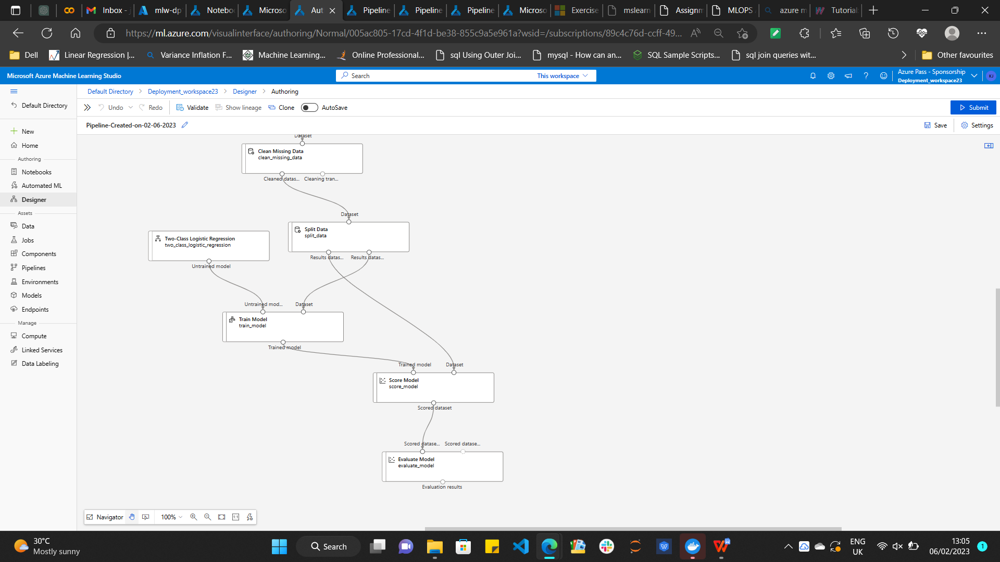 Inbox -
mlw-dp
Notebo
Microso
Aut
Pipeline
Pipeline
Pipeline
Microso
Exercise
mslearn
Assignm
MLOPS
azure m
Tutorial
https://ml.azure.com/visualinterface/authoring/Normal/005ac805-17cd-4f1d-be38-855c9a5e961a?wsid=/subscriptions/89c4c76d-ccff-49...
Dell
Linear Regression |...
Variance Inflation F...
Machine Learning...
Online Professional...
sql Using Outer Joi...
mysql - How can an...
SQL Sample Scripts...
sql join queries wit...
Other favourites
Microsoft Azure Machine Learning Studio
Search
This workspace
Azure Pass - Sponsorship
Deployment_workspace23
KJ
Default Directory
Deployment_workspace23
Designer
Authoring
Default Directory
Undo
Redo
Validate
Show lineage
Clone
AutoSave
Submit
Pipeline-Created-on-02-06-2023
Save
Settings
New
Home
Authoring
Notebooks
Automated ML
Designer
Assets
Data
Jobs
Components
Pipelines
Environments
Models
Endpoints
Manage
Compute
Linked Services
Data Labeling
Dataset
Clean Missing Data
clean_missing_data
Cleaned datas...
Cleaning tran...
Dataset
Split Data
split_data
Results datas...
Results datas...
Two-Class Logistic Regression
two_class_logistic_regression
Untrained model
Untrained mod...
Dataset
Train Model
train_model
Trained model
Trained model
Dataset
Score Model
score_model
Scored dataset
Scored datase...
Scored datase...
Evaluate Model
evaluate_model
Evaluation results
Navigator
100%
1:1
30°C
Mostly sunny
Search
ENG
UK
13:05
06/02/2023
1